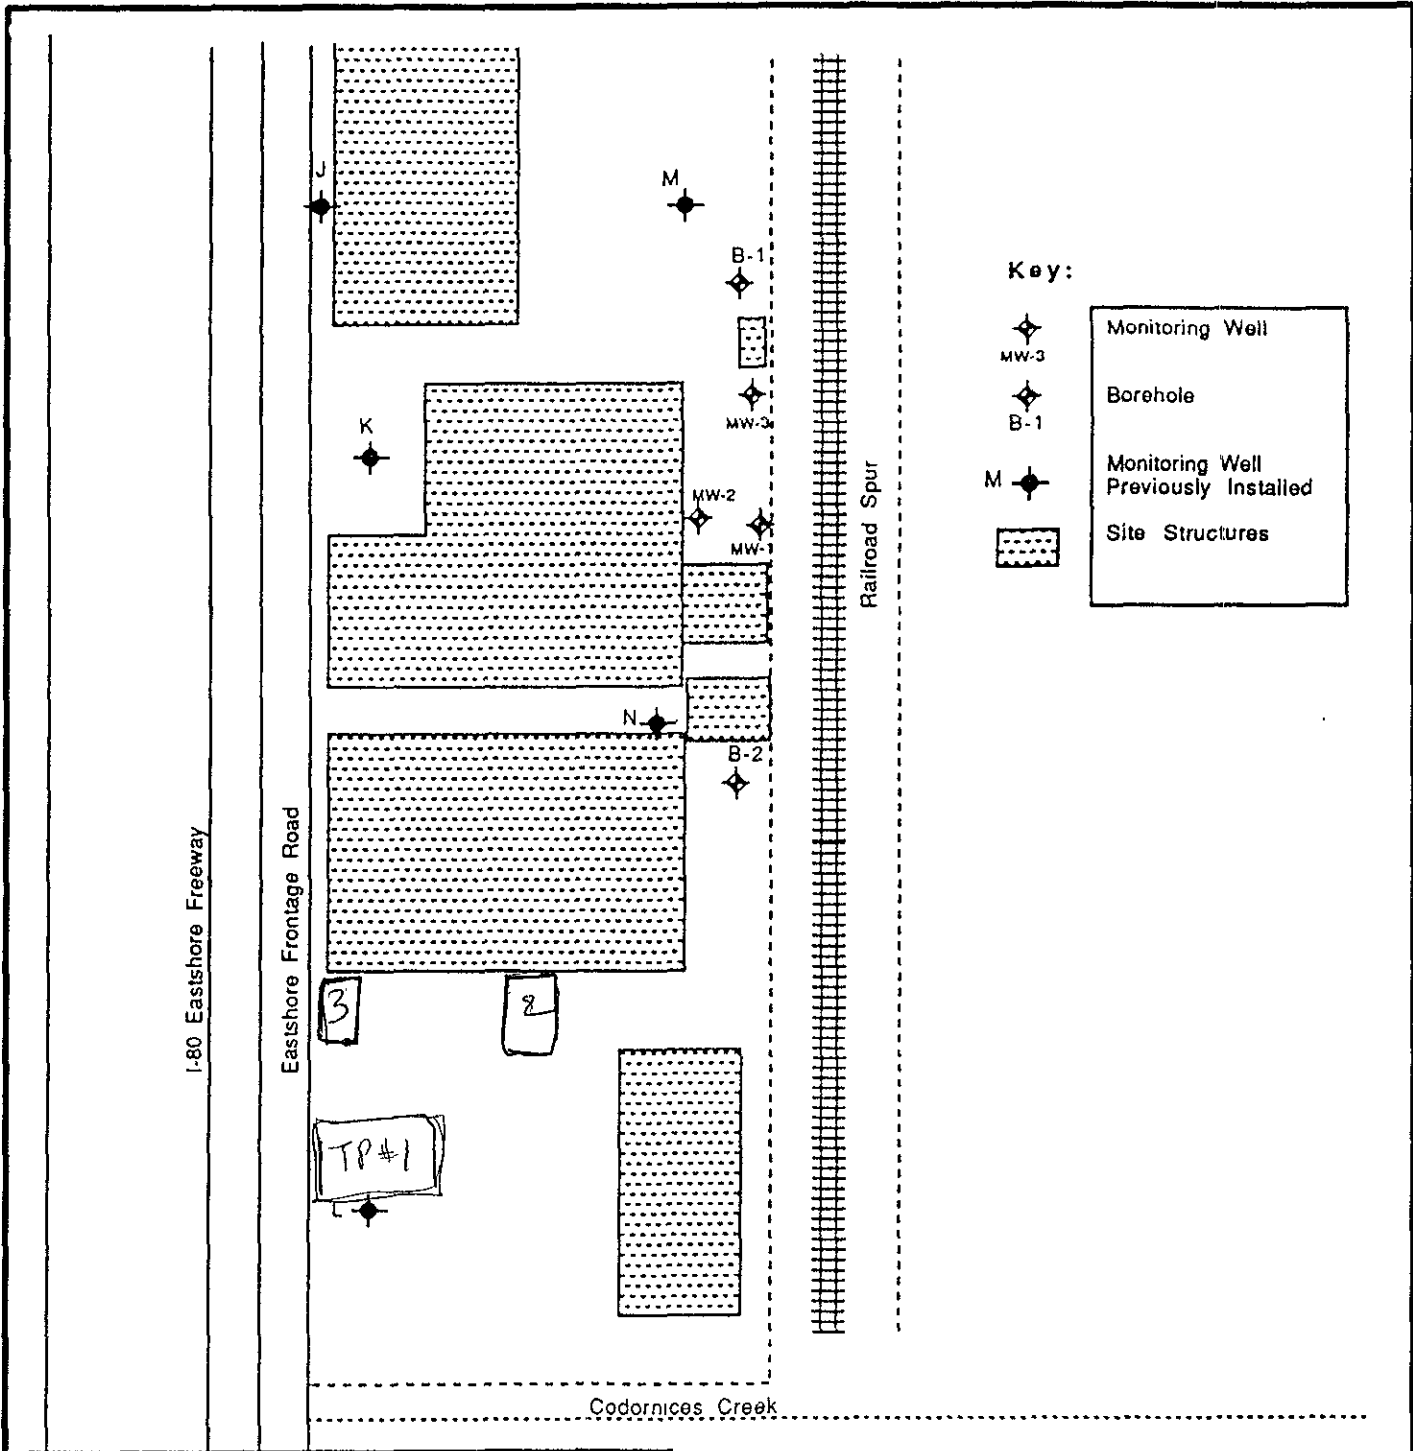 J
M
B-1
Key:
Monitoring Well
MW-3
Borehole
B-1
MW-3
K
M
Monitoring Well
Previously Installed
MW-2
MW-1
Site Structures
Railroad Spur
N
B-2
I-80 Eastshore Freeway
Eastshore Frontage Road
3
2
TP#1
L
Codornices Creek